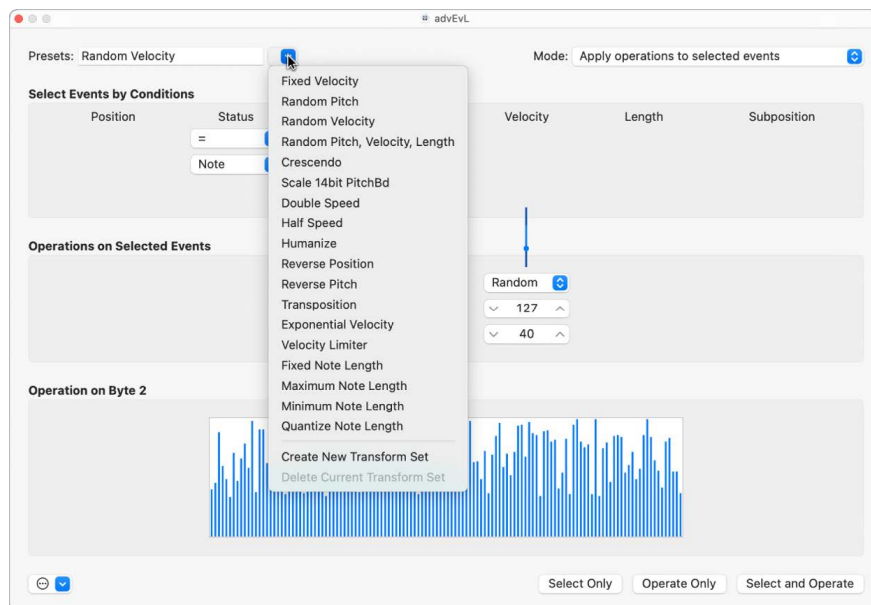 advEvL
Presets: Random Velocity
Mode: Apply operations to selected events
Select Events by Conditions
Position Status Velocity Length Subposition
=
Note
Fixed Velocity
Random Pitch
Random Velocity
Random Pitch, Velocity, Length
Crescendo
Scale 14bit PitchBd
Double Speed
Half Speed
Humanize
Reverse Position
Reverse Pitch
Transposition
Exponential Velocity
Velocity Limiter
Fixed Note Length
Maximum Note Length
Minimum Note Length
Quantize Note Length
Create New Transform Set
Delete Current Transform Set
Operations on Selected Events
Random
127
40
Operation on Byte 2
Select Only Operate Only Select and Operate